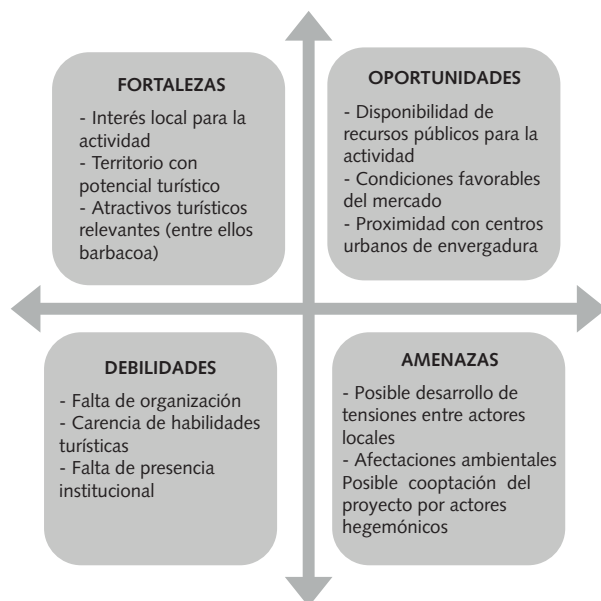 FORTALEZAS
- Interés local para la
actividad
- Territorio con
potencial turístico
- Atractivos turísticos
relevantes (entre ellos
barbacoa)
OPORTUNIDADES
- Disponibilidad de
recursos públicos para la
actividad
- Condiciones favorables
del mercado
- Proximidad con centros
urbanos de envergadura
DEBILIDADES
- Falta de organización
- Carencia de habilidades
turísticas
- Falta de presencia
institucional
AMENAZAS
- Posible desarrollo de
tensiones entre actores
locales
- Afectaciones ambientales
Posible cooptación del
proyecto por actores
hegemónicos